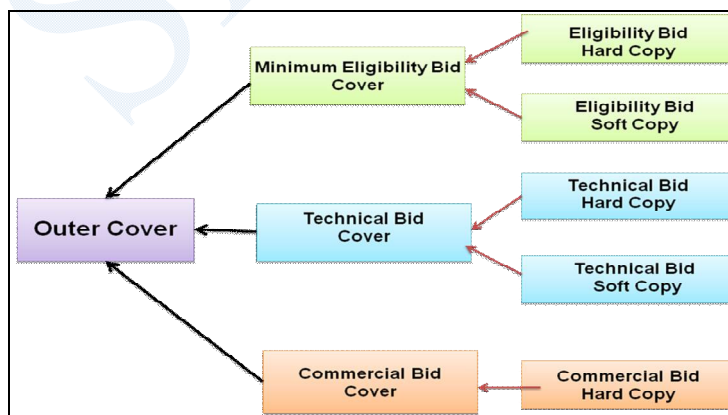 Eligibility Bid
Hard Copy
Minimum Eligibility Bid
Cover
Eligibility Bid
Soft Copy
Technical Bid
Hard Copy
Outer Cover
Technical Bid
Cover
Technical Bid
Soft Copy
Commercial Bid
Cover
Commercial Bid
Hard Copy